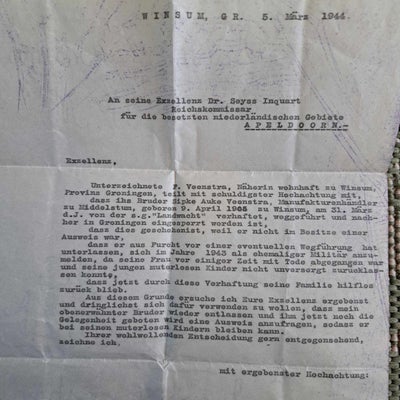 WINSUM, GR. 5. März 1944.
An seine Exzellenz Dr. Seyss Inquart
Reichskommissar
für die besetzten niederländischen Gebiete
APELDOORN.-
Exzellenz,
Unterzeichnete F. Veenstra, Näherin wohnhaft zu Winsum,
Provinz Groningen, teilt mit schuldigster Hochachtung mit,
dass ihr Bruder Sipke Auke Veenstra, Manufakturenhändler
zu Middelstum, geboren 9. April 1905 zu Winsum, am 31. März
d.J. von der s.g."Landwacht" verhaftet, weggeführt und nach-
her in Groningen eingesperrt worden ist,
dass dies geschehenist, weil er nicht im Besitze einer
Ausweis war,
dass er aus Furcht vor einer eventuellen Wegführung hat
unterlassen, sich im Jahre 1943 als ehemaliger Militär anzu-
melden, da seine Frau vor einiger Zeit mit Tode abgegangen war
und seine jungen muterlosen Kinder nicht unversorgt zurücklas-
sen konnte,
dass jetzt durch diese Verhaftung seine Familie hilflos
zurück blieb.
Aus diesem Grunde ersuche ich Eure Exzellenz ergebenst
und dringlichst sich dafür verwenden zu wollen, dass mein
obenerwähnter Bruder wieder entlassen und ihm jetzt noch die
Gelegenheit geboten wird eine Ausweis anzufragen, sodass er
bei seinen muterlosen Kindern bleiben kann.
Ihrer wohlwollenden Entscheidung gern entgegensehend,
zeichne ich,
mit ergebenster Hochachtung: